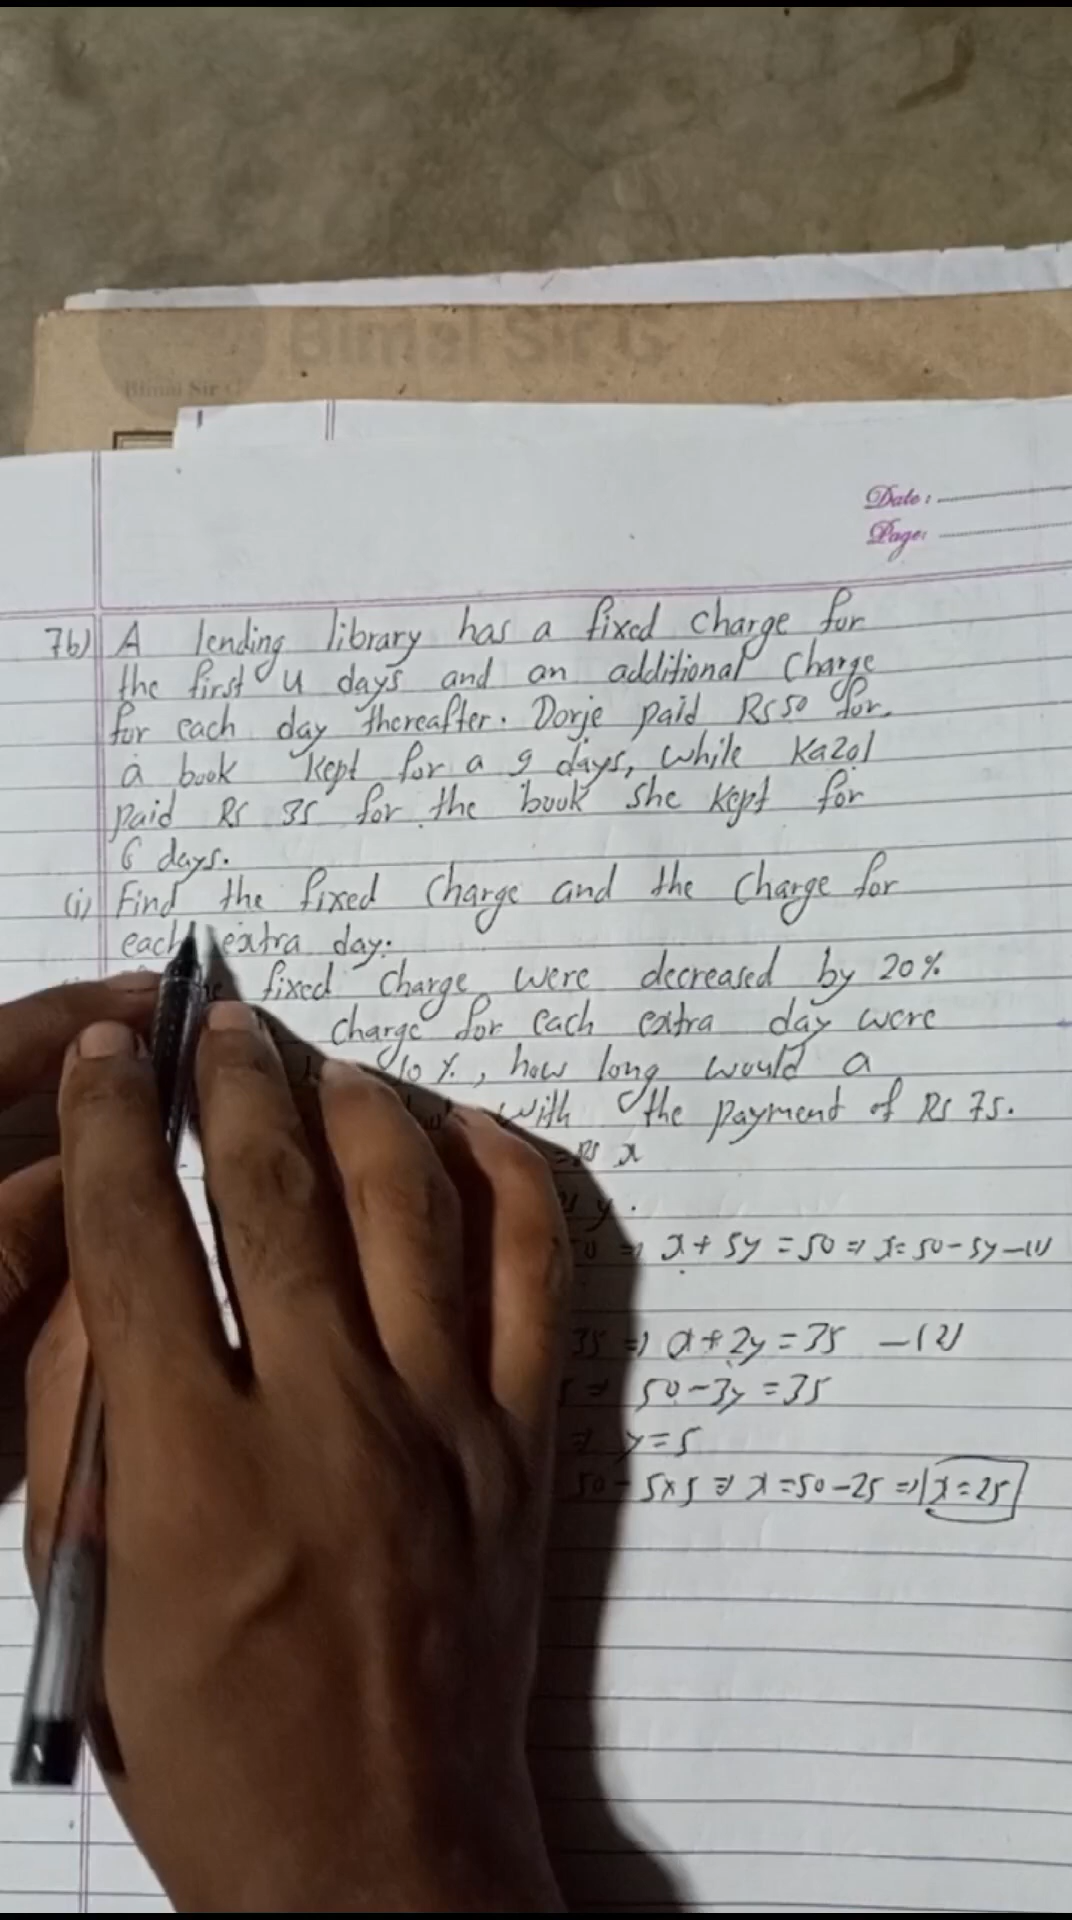 Bimal Sir G
Bimal Sir G
Date:
Page:
7b) A lending library has a fixed charge for
the first 4 days and an additional charge
for each day thereafter. Dorje paid Rs 50 for
a book kept for a 9 days, while Kazol
paid Rs 35 for the book she kept for
6 days.
(i) Find the fixed charge and the charge for
each extra day.
fixed charge were decreased by 20%
charge for each extra day were
10%, how long would a
with the payment of Rs 75.
= Rs x
y.
⇒ x + 5y = 50 ⇒ x = 50 - 5y - (1)
35 ⇒ x + 2y = 35 - (2)
⇒ 50 - 3y = 35
⇒ y = 5
50 - 5×5 ⇒ x = 50 - 25 ⇒ x = 25